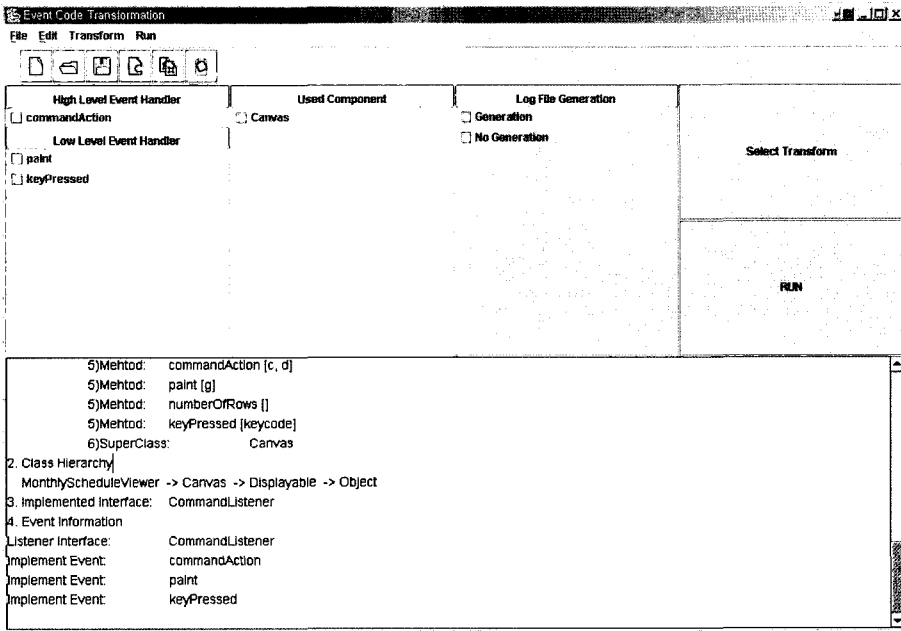 Event Code Transformation
File Edit Transform Run
High Level Event Handler
commandAction
Low Level Event Handler
paint
keyPressed
Used Component
Canvas
Log File Generation
Generation
No Generation
Select Transform
RUN
5)Mehtod: commandAction [c, d]
5)Mehtod: paint [g]
5)Mehtod: numberOfRows []
5)Mehtod: keyPressed [keycode]
6)SuperClass: Canvas
2. Class Hierarchy
MonthlyScheduleViewer -> Canvas -> Displayable -> Object
3. Implemented Interface: CommandListener
4. Event Information
Listener Interface: CommandListener
Implement Event: commandAction
Implement Event: paint
Implement Event: keyPressed